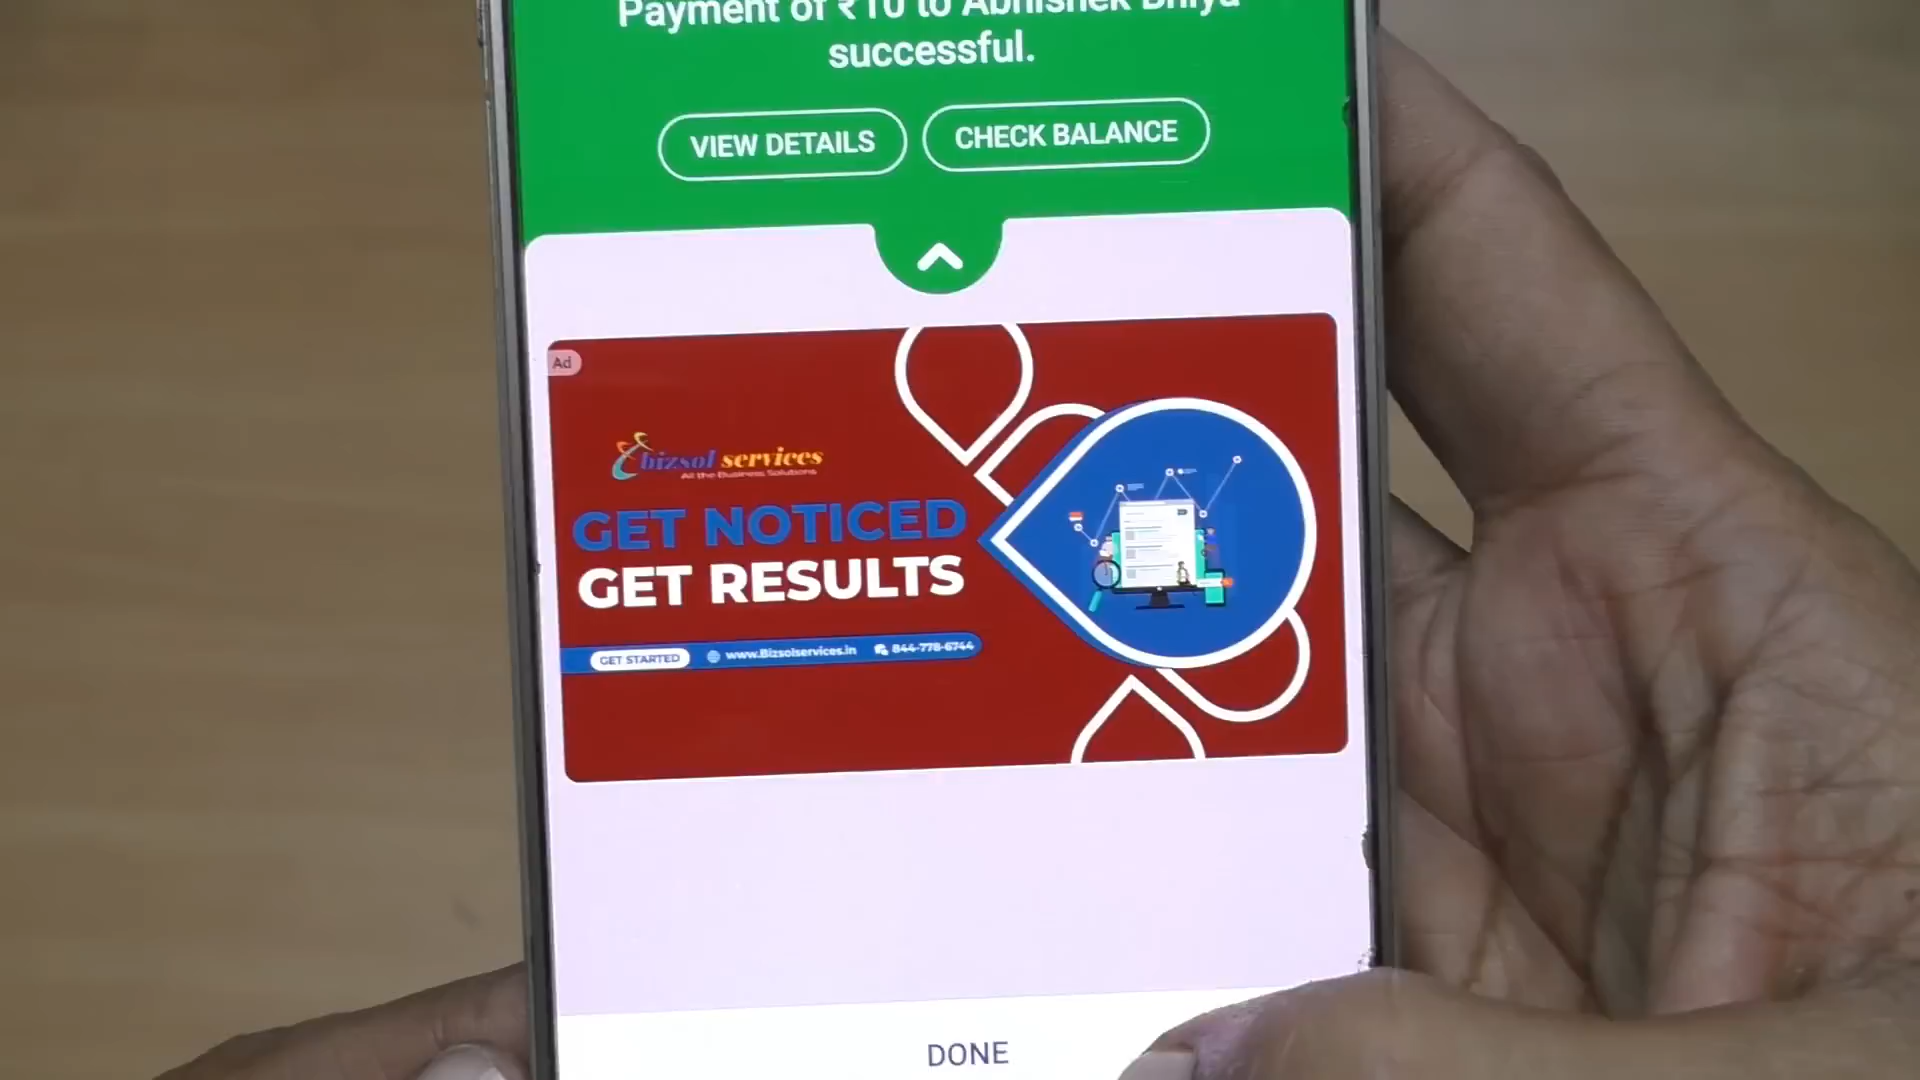 Payment of ₹10 to Abhishek Bhiya
successful.
VIEW DETAILS
CHECK BALANCE
Ad
bizsol services
All the Business Solutions
GET NOTICED
GET RESULTS
GET STARTED
www.Bizsolservices.in
844-778-6744
DONE